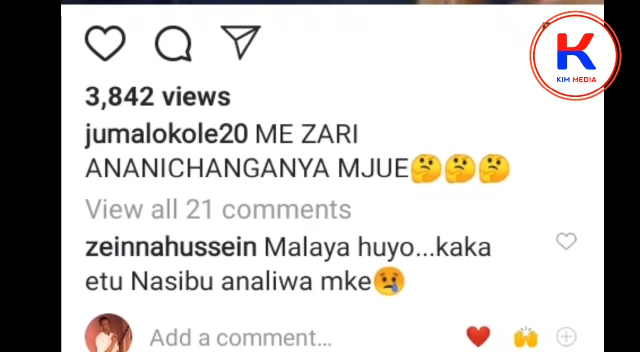 K
KIM MEDIA
3,842 views
jumalokole20 ME ZARI
ANANICHANGANYA MJUE🤔🤔🤔
View all 21 comments
zeinnahussein Malaya huyo...kaka
etu Nasibu analiwa mke😢
Add a comment...